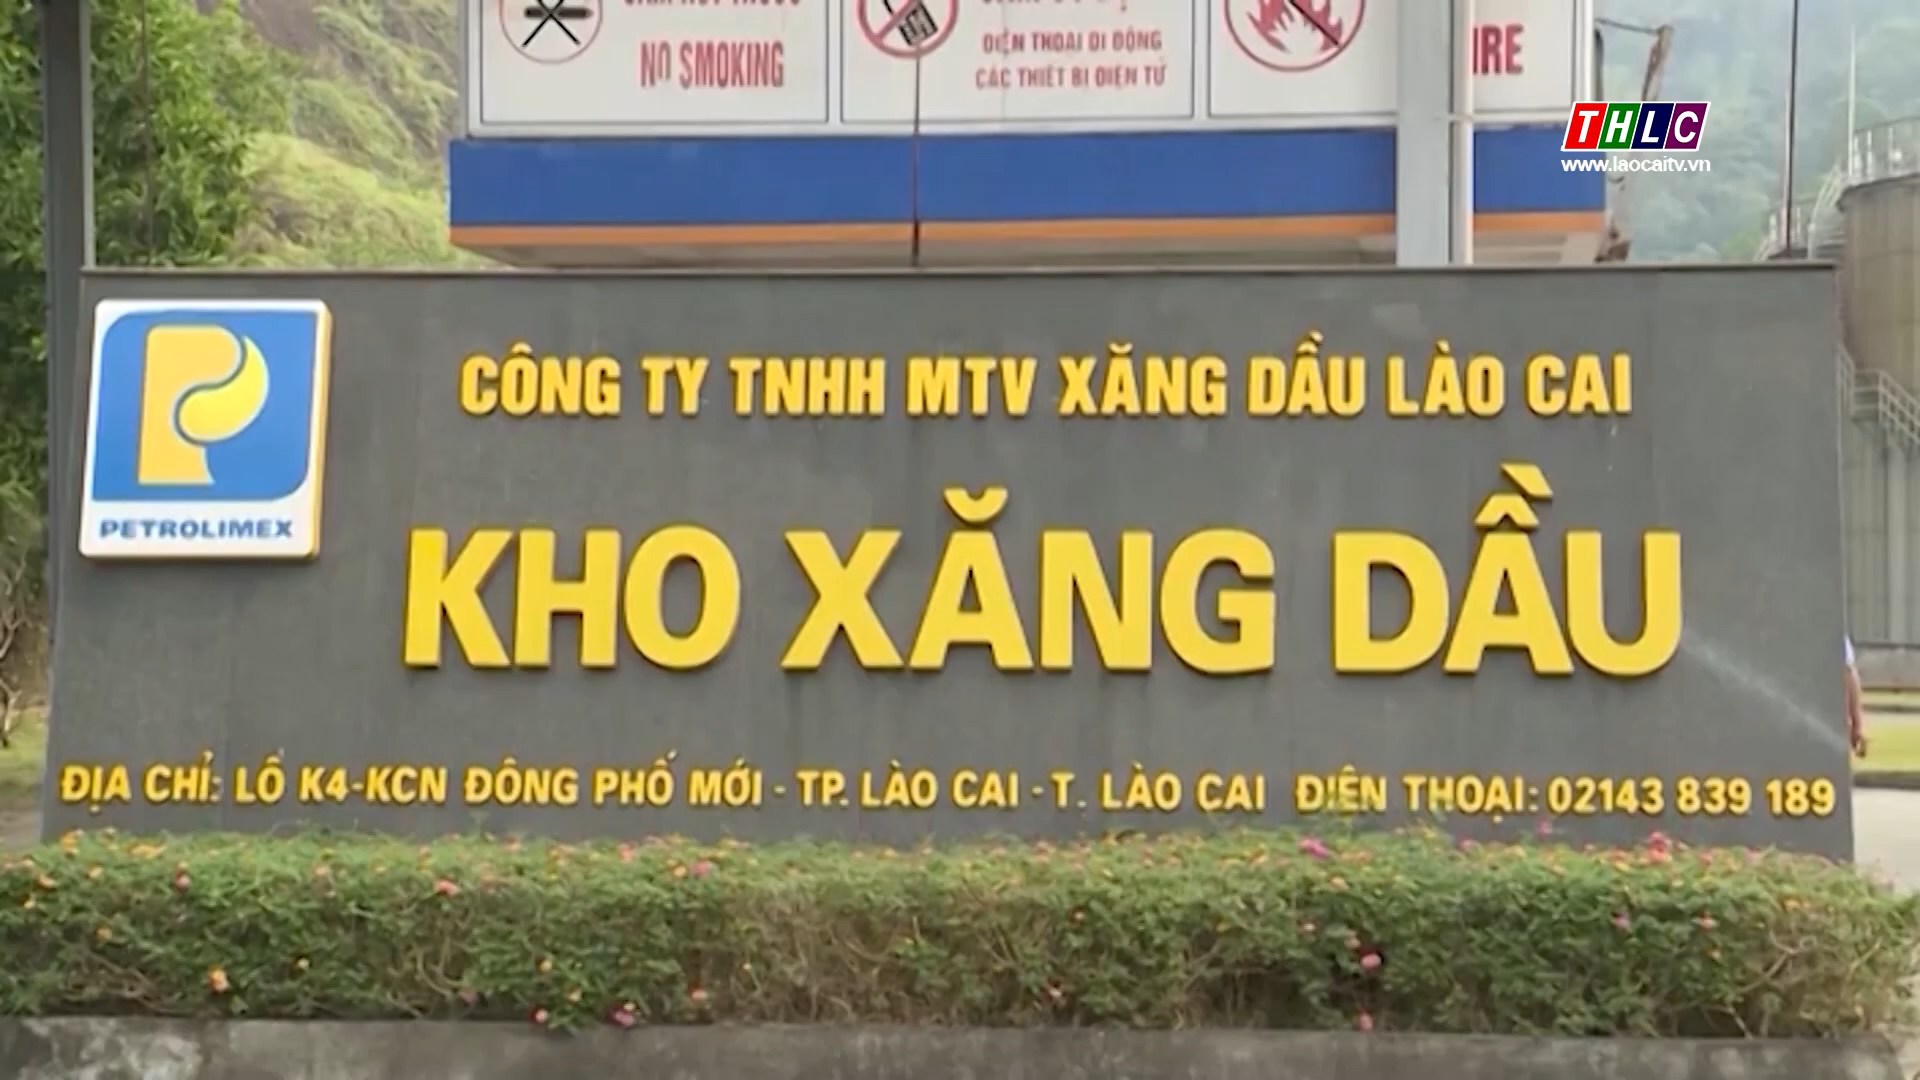 NO SMOKING
ĐIỆN THOẠI DI ĐỘNG
CÁC THIẾT BỊ ĐIỆN TỬ
THLC
www.laocaitv.vn
CÔNG TY TNHH MTV XĂNG DẦU LÀO CAI
PETROLIMEX
KHO XĂNG DẦU
ĐỊA CHỈ: LÔ K4-KCN ĐÔNG PHỐ MỚI - TP. LÀO CAI - T. LÀO CAI ĐIỆN THOẠI: 02143 839 189